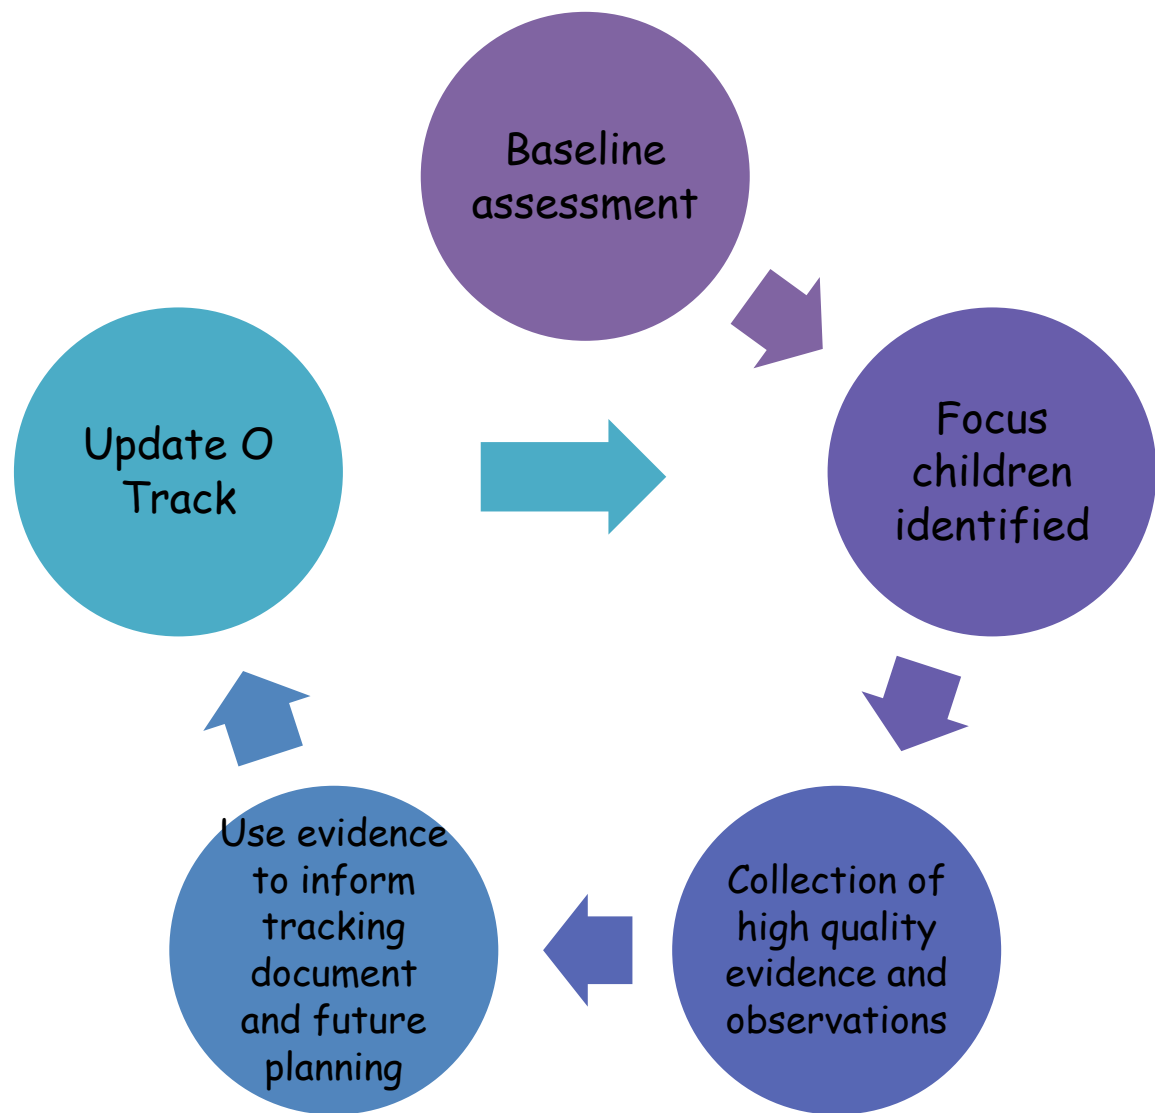 Baseline
assessment
Focus
children
identified
Collection of
high quality
evidence and
observations
Use evidence
to inform
tracking
document
and future
planning
Update O
Track